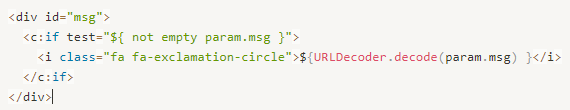 <div id="msg">
<c:if test="${ not empty param.msg }">
<i class="fa fa-exclamation-circle">${URLDecoder.decode(param.msg) }</i>
</c:if>
</div>